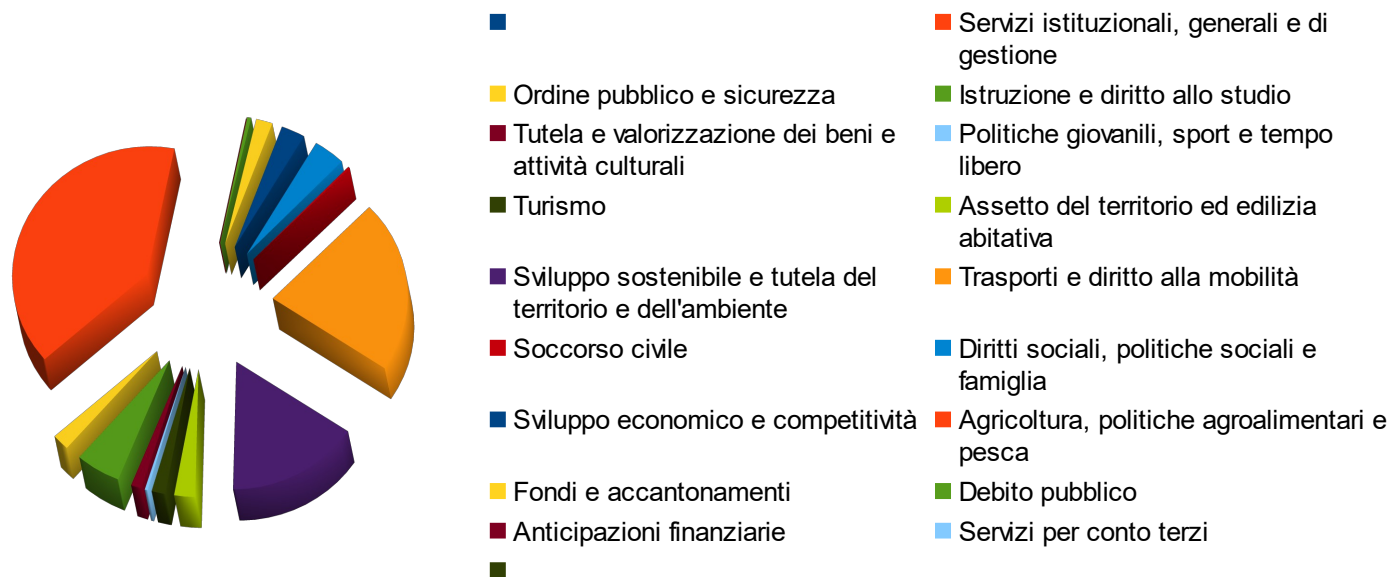 Servizi istituzionali, generali e di
gestione
Ordine pubblico e sicurezza
Istruzione e diritto allo studio
Tutela e valorizzazione dei beni e
attività culturali
Politiche giovanili, sport e tempo
libero
Turismo
Assetto del territorio ed edilizia
abitativa
Sviluppo sostenibile e tutela del
territorio e dell'ambiente
Trasporti e diritto alla mobilità
Soccorso civile
Diritti sociali, politiche sociali e
famiglia
Sviluppo economico e competitività
Agricoltura, politiche agroalimentari e
pesca
Fondi e accantonamenti
Debito pubblico
Anticipazioni finanziarie
Servizi per conto terzi